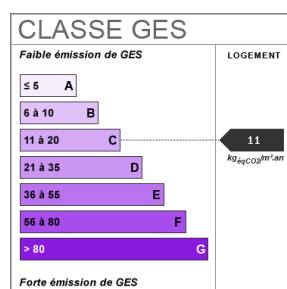 CLASSE GES
Faible émission de GES LOGEMENT
≤ 5 A
6 à 10 B
11 à 20 C 11
kgéqCO2/m².an
21 à 35 D
36 à 55 E
56 à 80 F
> 80 G
Forte émission de GES